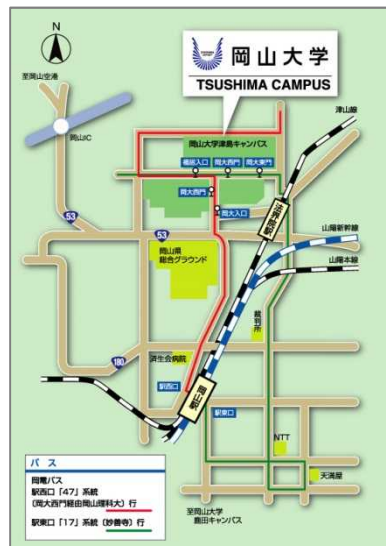 N
岡山大学
TSUSHIMA CAMPUS
至岡山空港
岡山IC
津山線
岡山大学津島キャンパス
福居入口
岡大西門
岡大東門
岡大西門
岡大入口
法界院駅
53
53
山陽新幹線
山陽本線
岡山県
総合グラウンド
裁判所
180
済生会病院
駅西口
岡山駅
駅東口
NTT
天満屋
至岡山大学
鹿田キャンパス
バス
岡電バス
駅西口「47」系統
(岡大西門経由岡山理科大)行
駅東口「17」系統(妙善寺)行